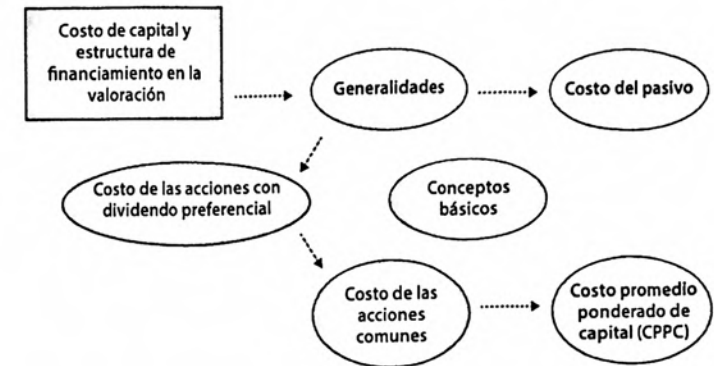 Costo de capital y
estructura de
financiamiento en la
valoración
Generalidades
Costo del pasivo
Costo de las acciones con
dividendo preferencial
Conceptos
básicos
Costo de las
acciones
comunes
Costo promedio
ponderado de
capital (CPPC)